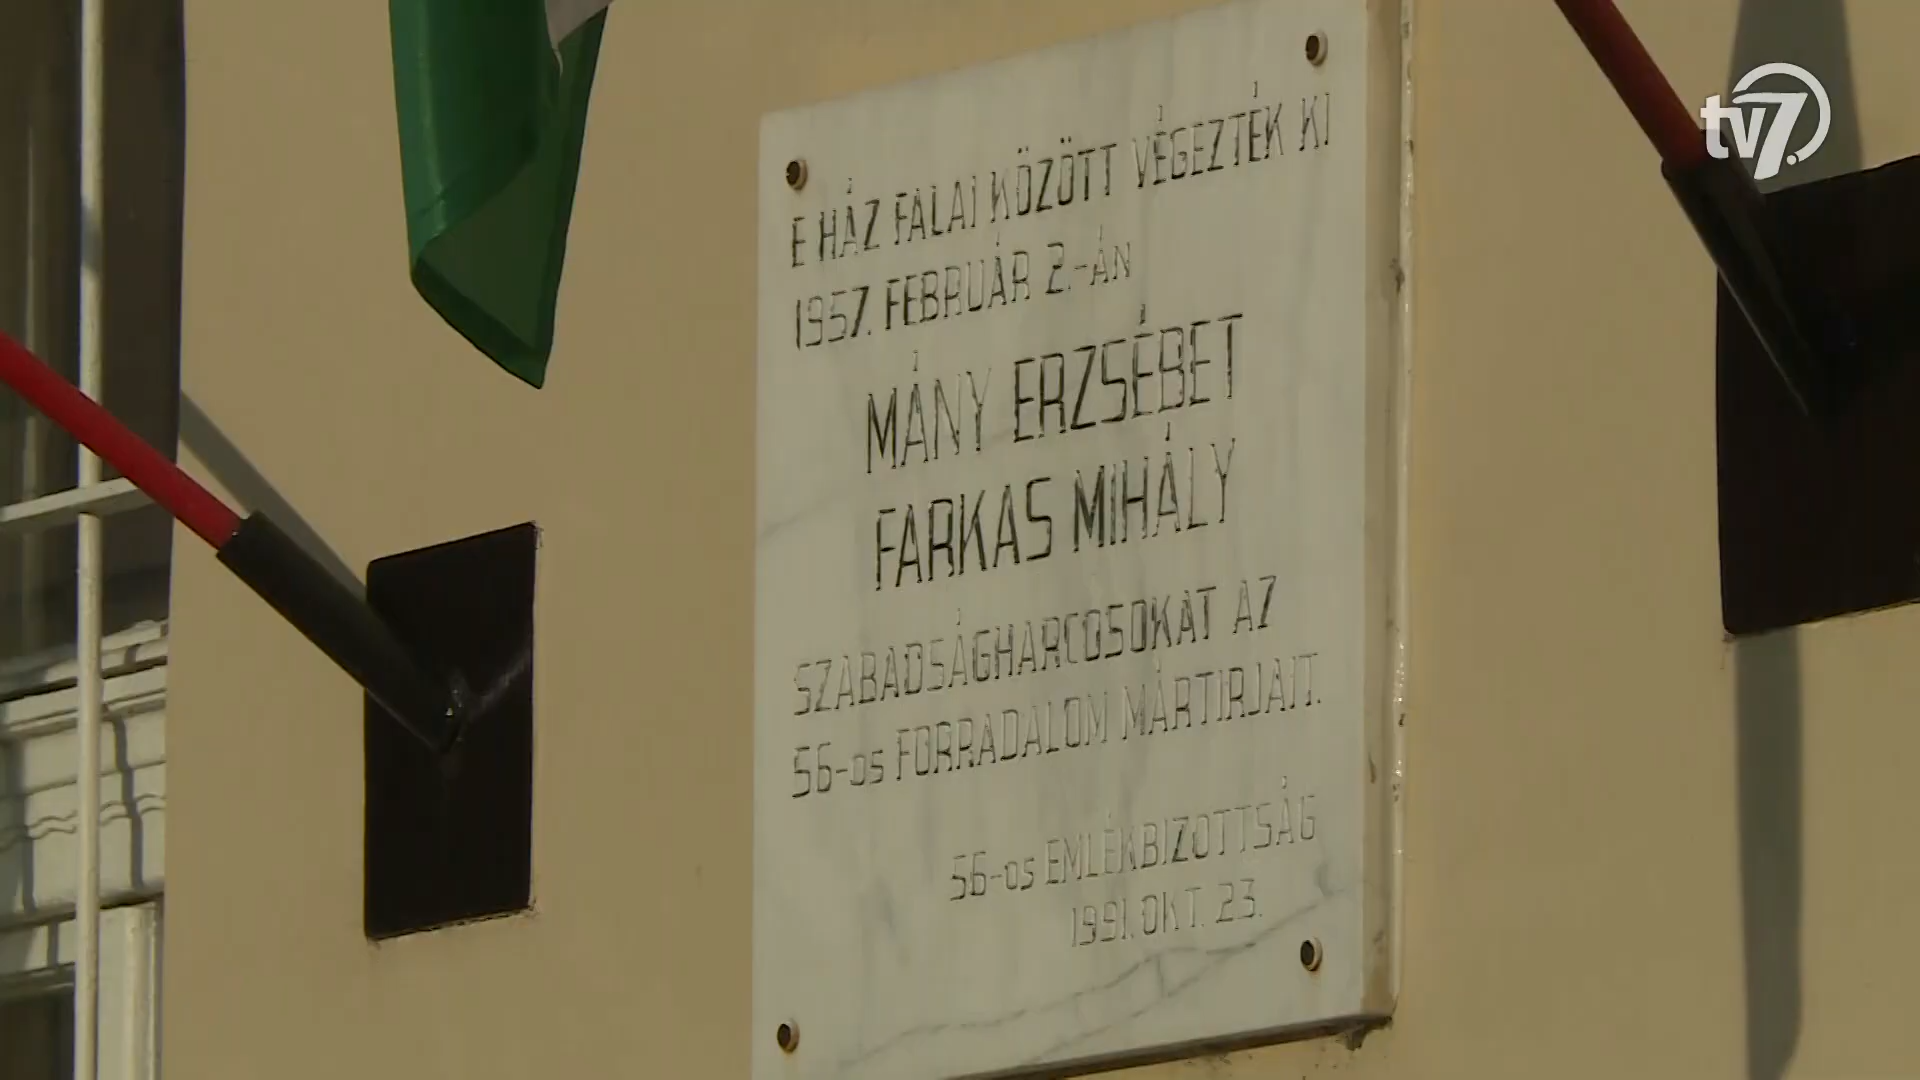 E HÁZ FALAI KÖZÖTT VÉGEZTÉK KI
1957. FEBRUÁR 2.-ÁN
MÁNY ERZSÉBET
FARKAS MIHÁLY
SZABADSÁGHARCOSOKAT AZ
56-os FORRADALOM MÁRTIRJAIT.
56-os EMLÉKBIZOTTSÁG
1991. OKT. 23.
tv7